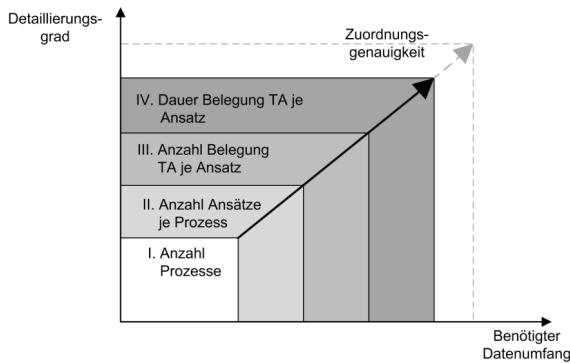 Detaillierungs-
grad
Zuordnungs-
genauigkeit
IV. Dauer Belegung TA je
Ansatz
III. Anzahl Belegung
TA je Ansatz
II. Anzahl Ansätze
je Prozess
I. Anzahl
Prozesse
Benötigter
Datenumfang